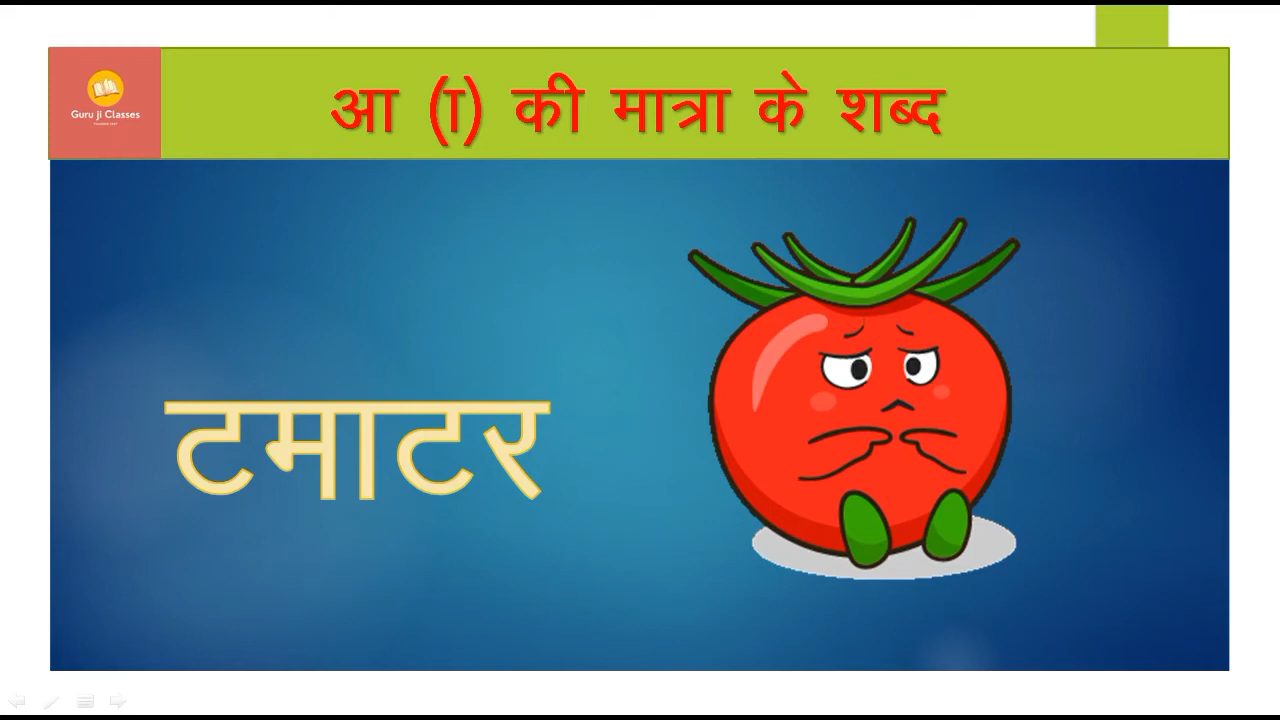 आ (ा) की मात्रा के शब्द
Guru ji Classes
टमाटर